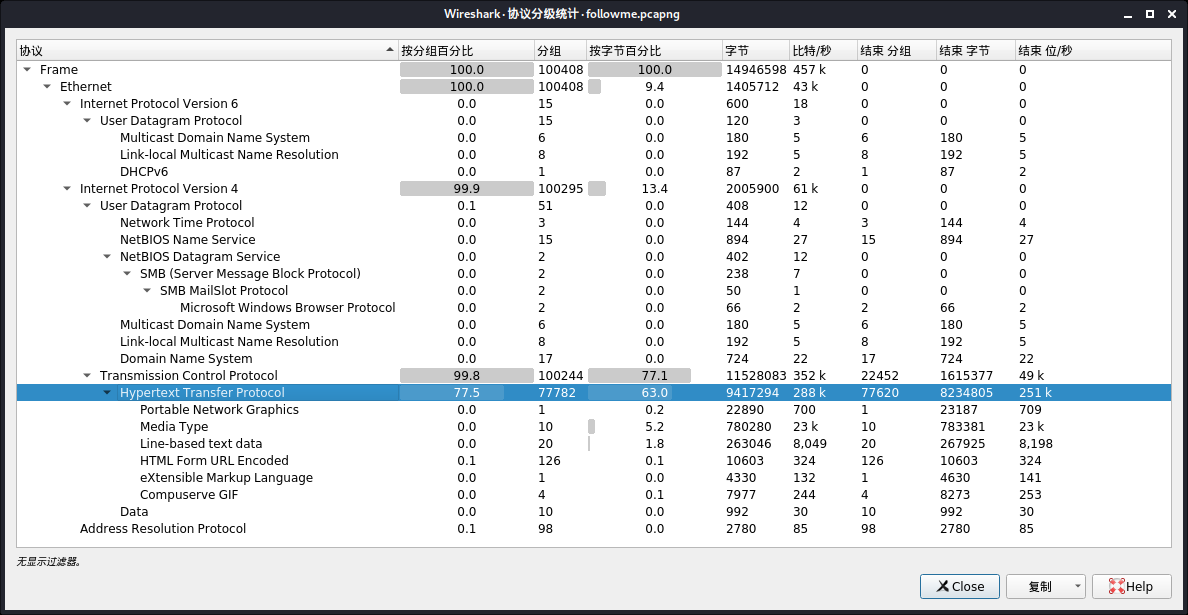 Wireshark · 协议分级统计 · followme.pcapng
协议 按分组百分比 分组 按字节百分比 字节 比特/秒 结束 分组 结束 字节 结束 位/秒
Frame 100.0 100408 100.0 14946598 457 k 0 0 0
Ethernet 100.0 100408 9.4 1405712 43 k 0 0 0
Internet Protocol Version 6 0.0 15 0.0 600 18 0 0 0
User Datagram Protocol 0.0 15 0.0 120 3 0 0 0
Multicast Domain Name System 0.0 6 0.0 180 5 6 180 5
Link-local Multicast Name Resolution 0.0 8 0.0 192 5 8 192 5
DHCPv6 0.0 1 0.0 87 2 1 87 2
Internet Protocol Version 4 99.9 100295 13.4 2005900 61 k 0 0 0
User Datagram Protocol 0.1 51 0.0 408 12 0 0 0
Network Time Protocol 0.0 3 0.0 144 4 3 144 4
NetBIOS Name Service 0.0 15 0.0 894 27 15 894 27
NetBIOS Datagram Service 0.0 2 0.0 402 12 0 0 0
SMB (Server Message Block Protocol) 0.0 2 0.0 238 7 0 0 0
SMB MailSlot Protocol 0.0 2 0.0 50 1 0 0 0
Microsoft Windows Browser Protocol 0.0 2 0.0 66 2 2 66 2
Multicast Domain Name System 0.0 6 0.0 180 5 6 180 5
Link-local Multicast Name Resolution 0.0 8 0.0 192 5 8 192 5
Domain Name System 0.0 17 0.0 724 22 17 724 22
Transmission Control Protocol 99.8 100244 77.1 11528083 352 k 22452 1615377 49 k
Hypertext Transfer Protocol 77.5 77782 63.0 9417294 288 k 77620 8234805 251 k
Portable Network Graphics 0.0 1 0.2 22890 700 1 23187 709
Media Type 0.0 10 5.2 780280 23 k 10 783381 23 k
Line-based text data 0.0 20 1.8 263046 8,049 20 267925 8,198
HTML Form URL Encoded 0.1 126 0.1 10603 324 126 10603 324
eXtensible Markup Language 0.0 1 0.0 4330 132 1 4630 141
Compuserve GIF 0.0 4 0.1 7977 244 4 8273 253
Data 0.0 10 0.0 992 30 10 992 30
Address Resolution Protocol 0.1 98 0.0 2780 85 98 2780 85
无显示过滤器。
Close 复制 Help